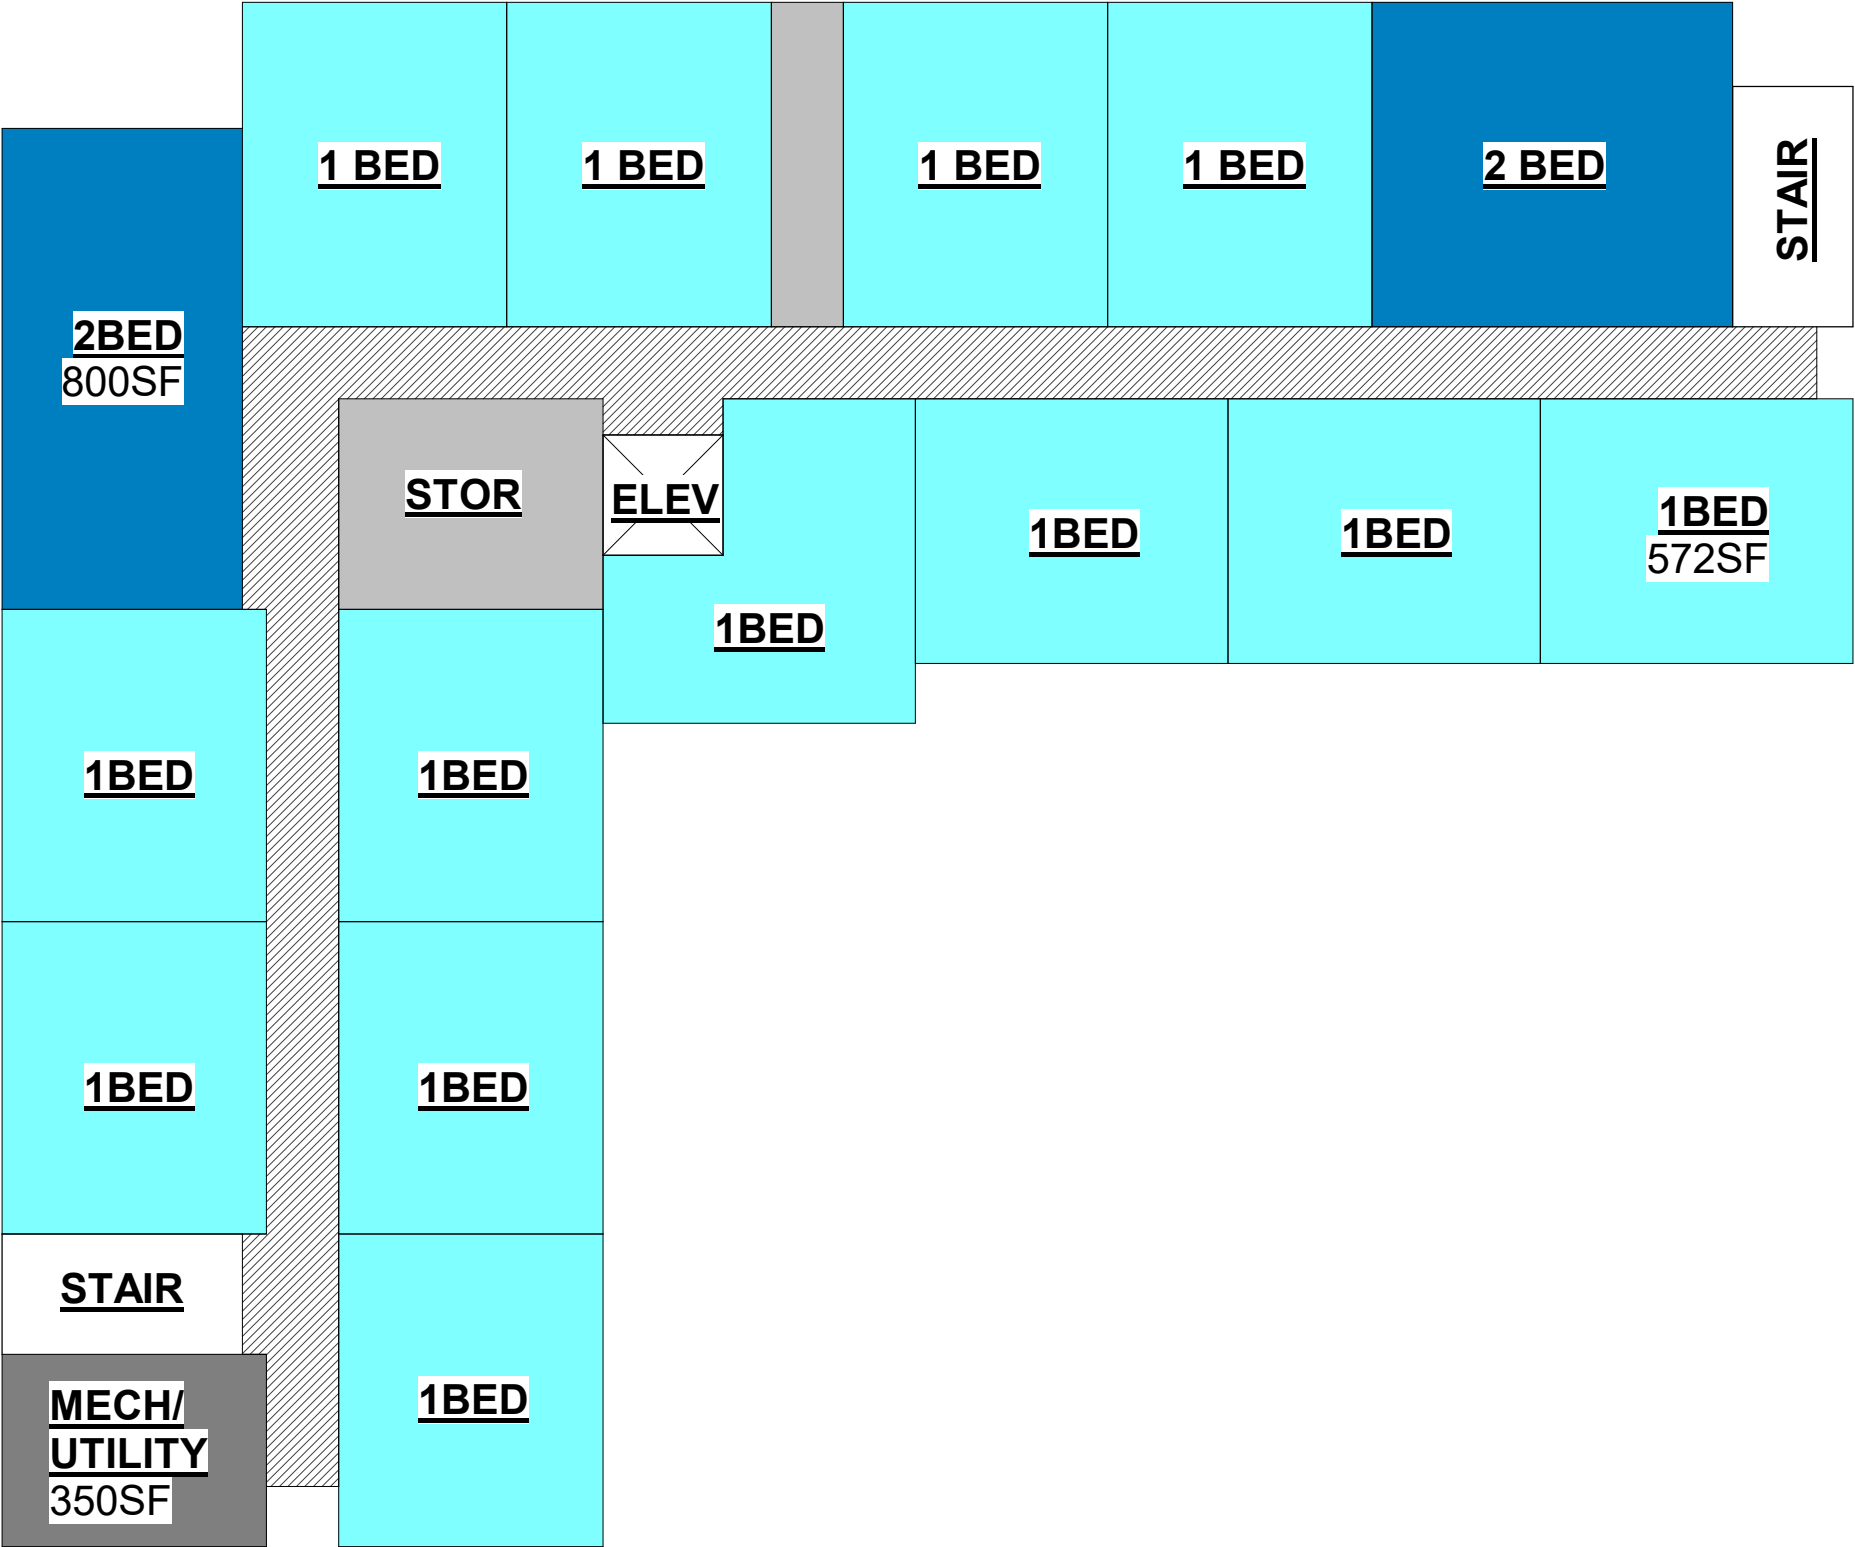 1 BED
1 BED
1 BED
1 BED
2 BED
STAIR
2BED
800SF
STOR
ELEV
1BED
1BED
1BED
1BED
572SF
1BED
1BED
1BED
1BED
STAIR
1BED
MECH/
UTILITY
350SF